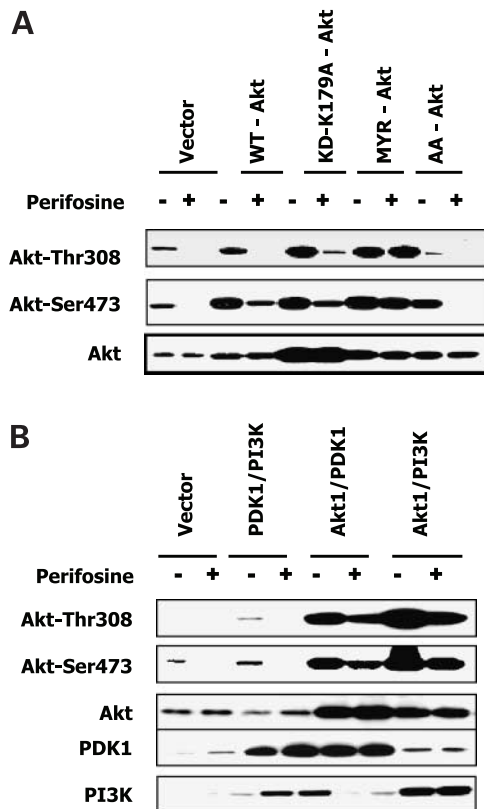 A
Vector
WT - Akt
KD-K179A - Akt
MYR - Akt
AA - Akt
Perifosine - + - + - + - + - +
Akt-Thr308
Akt-Ser473
Akt
B
Vector
PDK1/PI3K
Akt1/PDK1
Akt1/PI3K
Perifosine - + - + - + - +
Akt-Thr308
Akt-Ser473
Akt
PDK1
PI3K